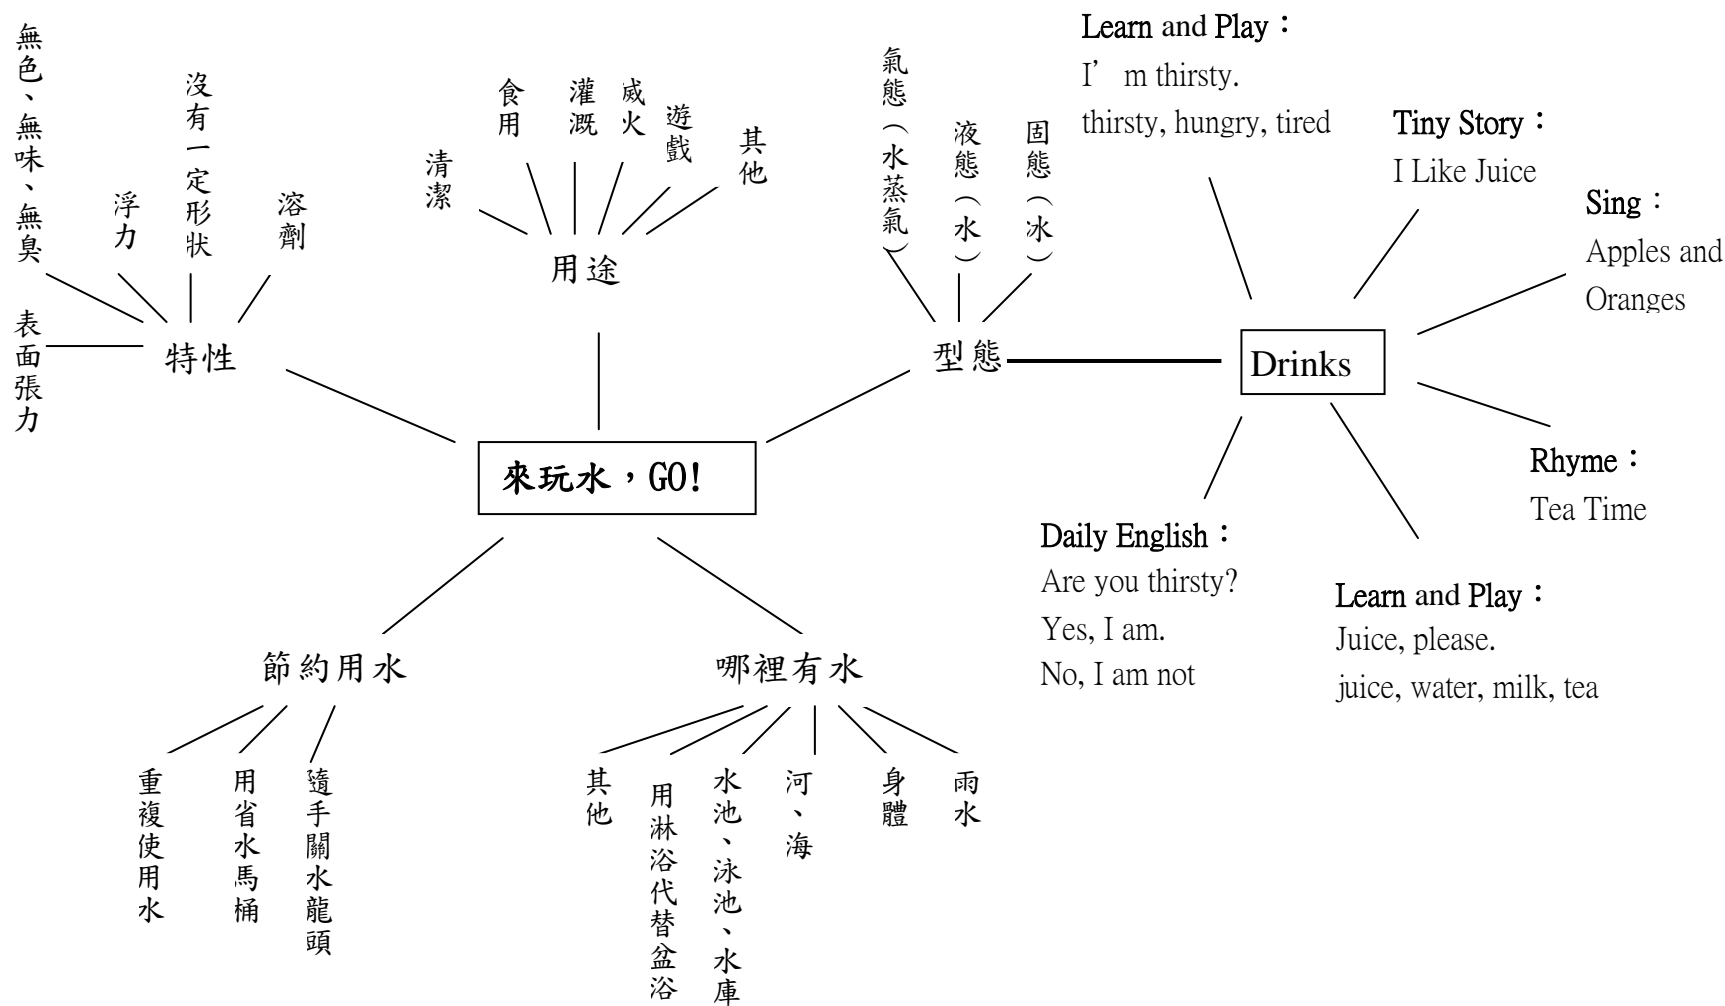 無色、無味、無臭
浮力
沒有一定形狀
溶劑
表面張力
特性
清潔
食用
灌溉
威火
遊戲
其他
用途
氣態（水蒸氣）
液態（水）
固態（冰）
型態
來玩水，GO!
節約用水
重複使用水
用省水馬桶
隨手關水龍頭
哪裡有水
其他
用淋浴代替盆浴
水池、泳池、水庫
河、海
身體
雨水
Drinks
Learn and Play：
I’m thirsty.
thirsty, hungry, tired
Tiny Story：
I Like Juice
Sing：
Apples and
Oranges
Rhyme：
Tea Time
Learn and Play：
Juice, please.
juice, water, milk, tea
Daily English：
Are you thirsty?
Yes, I am.
No, I am not